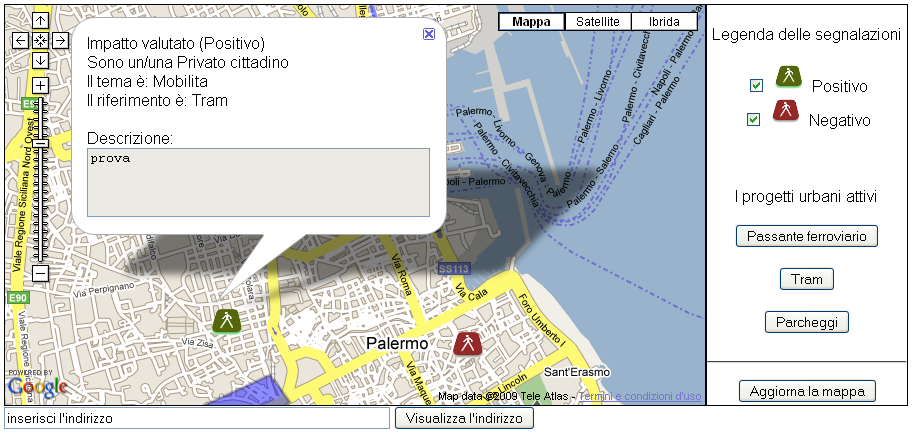 Mappa
Satellite
Ibrida
Impatto valutato (Positivo)
Sono un/una Privato cittadino
Il tema è: Mobilita
Il riferimento è: Tram
Descrizione:
prova
Legenda delle segnalazioni
Positivo
Negativo
I progetti urbani attivi
Passante ferroviario
Tram
Parcheggi
Aggiorna la mappa
Viale Regione Siciliana Nord Ovest
E90
Via Perpignano
Via Zisa
Palermo - Livorno
Palermo - Civitavecchia
Napoli - Palermo
Cagliari - Palermo
Palermo - Livorno - Genova
Palermo - Civitavecchia
Palermo - Salerno
Palermo
SS113
Via Roma
Via Cala
Foro Umberto I
Palermo
Via Maqueda
Lincoln
Sant'Erasmo
POWERED BY
Google
Map data ©2009 Tele Atlas - Termini e condizioni d'uso
inserisci l'indirizzo
Visualizza l'indirizzo